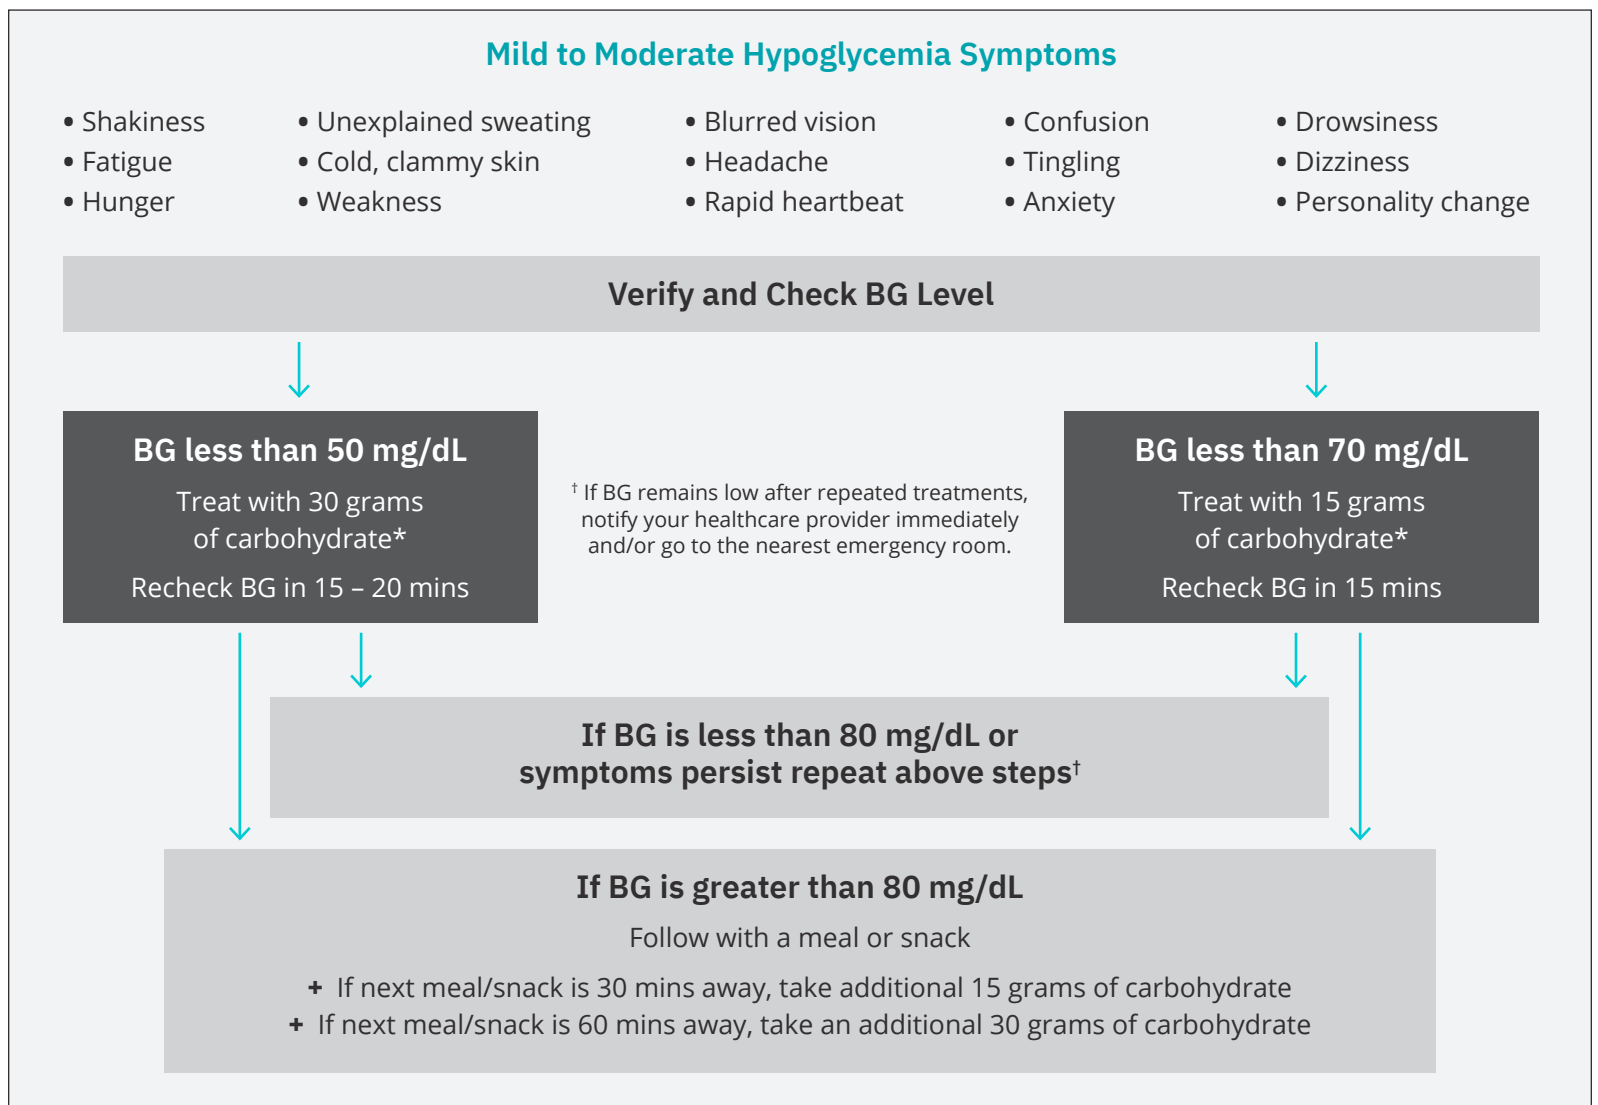 Mild to Moderate Hypoglycemia Symptoms
• Shakiness
• Fatigue
• Hunger
• Unexplained sweating
• Cold, clammy skin
• Weakness
• Blurred vision
• Headache
• Rapid heartbeat
• Confusion
• Tingling
• Anxiety
• Drowsiness
• Dizziness
• Personality change
Verify and Check BG Level
BG less than 50 mg/dL
Treat with 30 grams
of carbohydrate*
Recheck BG in 15 – 20 mins
† If BG remains low after repeated treatments,
notify your healthcare provider immediately
and/or go to the nearest emergency room.
BG less than 70 mg/dL
Treat with 15 grams
of carbohydrate*
Recheck BG in 15 mins
If BG is less than 80 mg/dL or
symptoms persist repeat above steps†
If BG is greater than 80 mg/dL
Follow with a meal or snack
+ If next meal/snack is 30 mins away, take additional 15 grams of carbohydrate
+ If next meal/snack is 60 mins away, take an additional 30 grams of carbohydrate